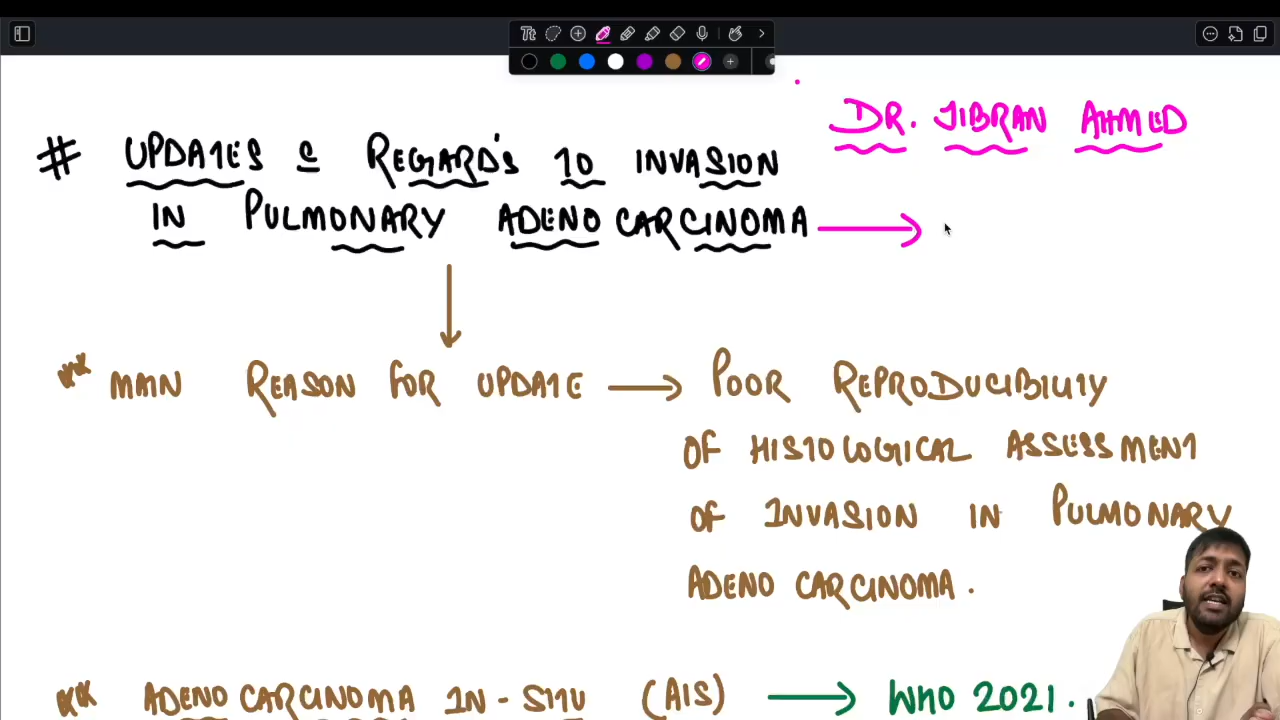 DR. JIBRAN AHMED
# UPDATES c̄ REGARD'S TO INVASION
IN PULMONARY ADENO CARCINOMA →
** MAIN REASON FOR UPDATE → POOR REPRODUCIBILITY
OF HISTOLOGICAL ASSESSMENT
OF INVASION IN PULMONARY
ADENO CARCINOMA.
** ADENO CARCINOMA IN-SITU (AIS) → WHO 2021.